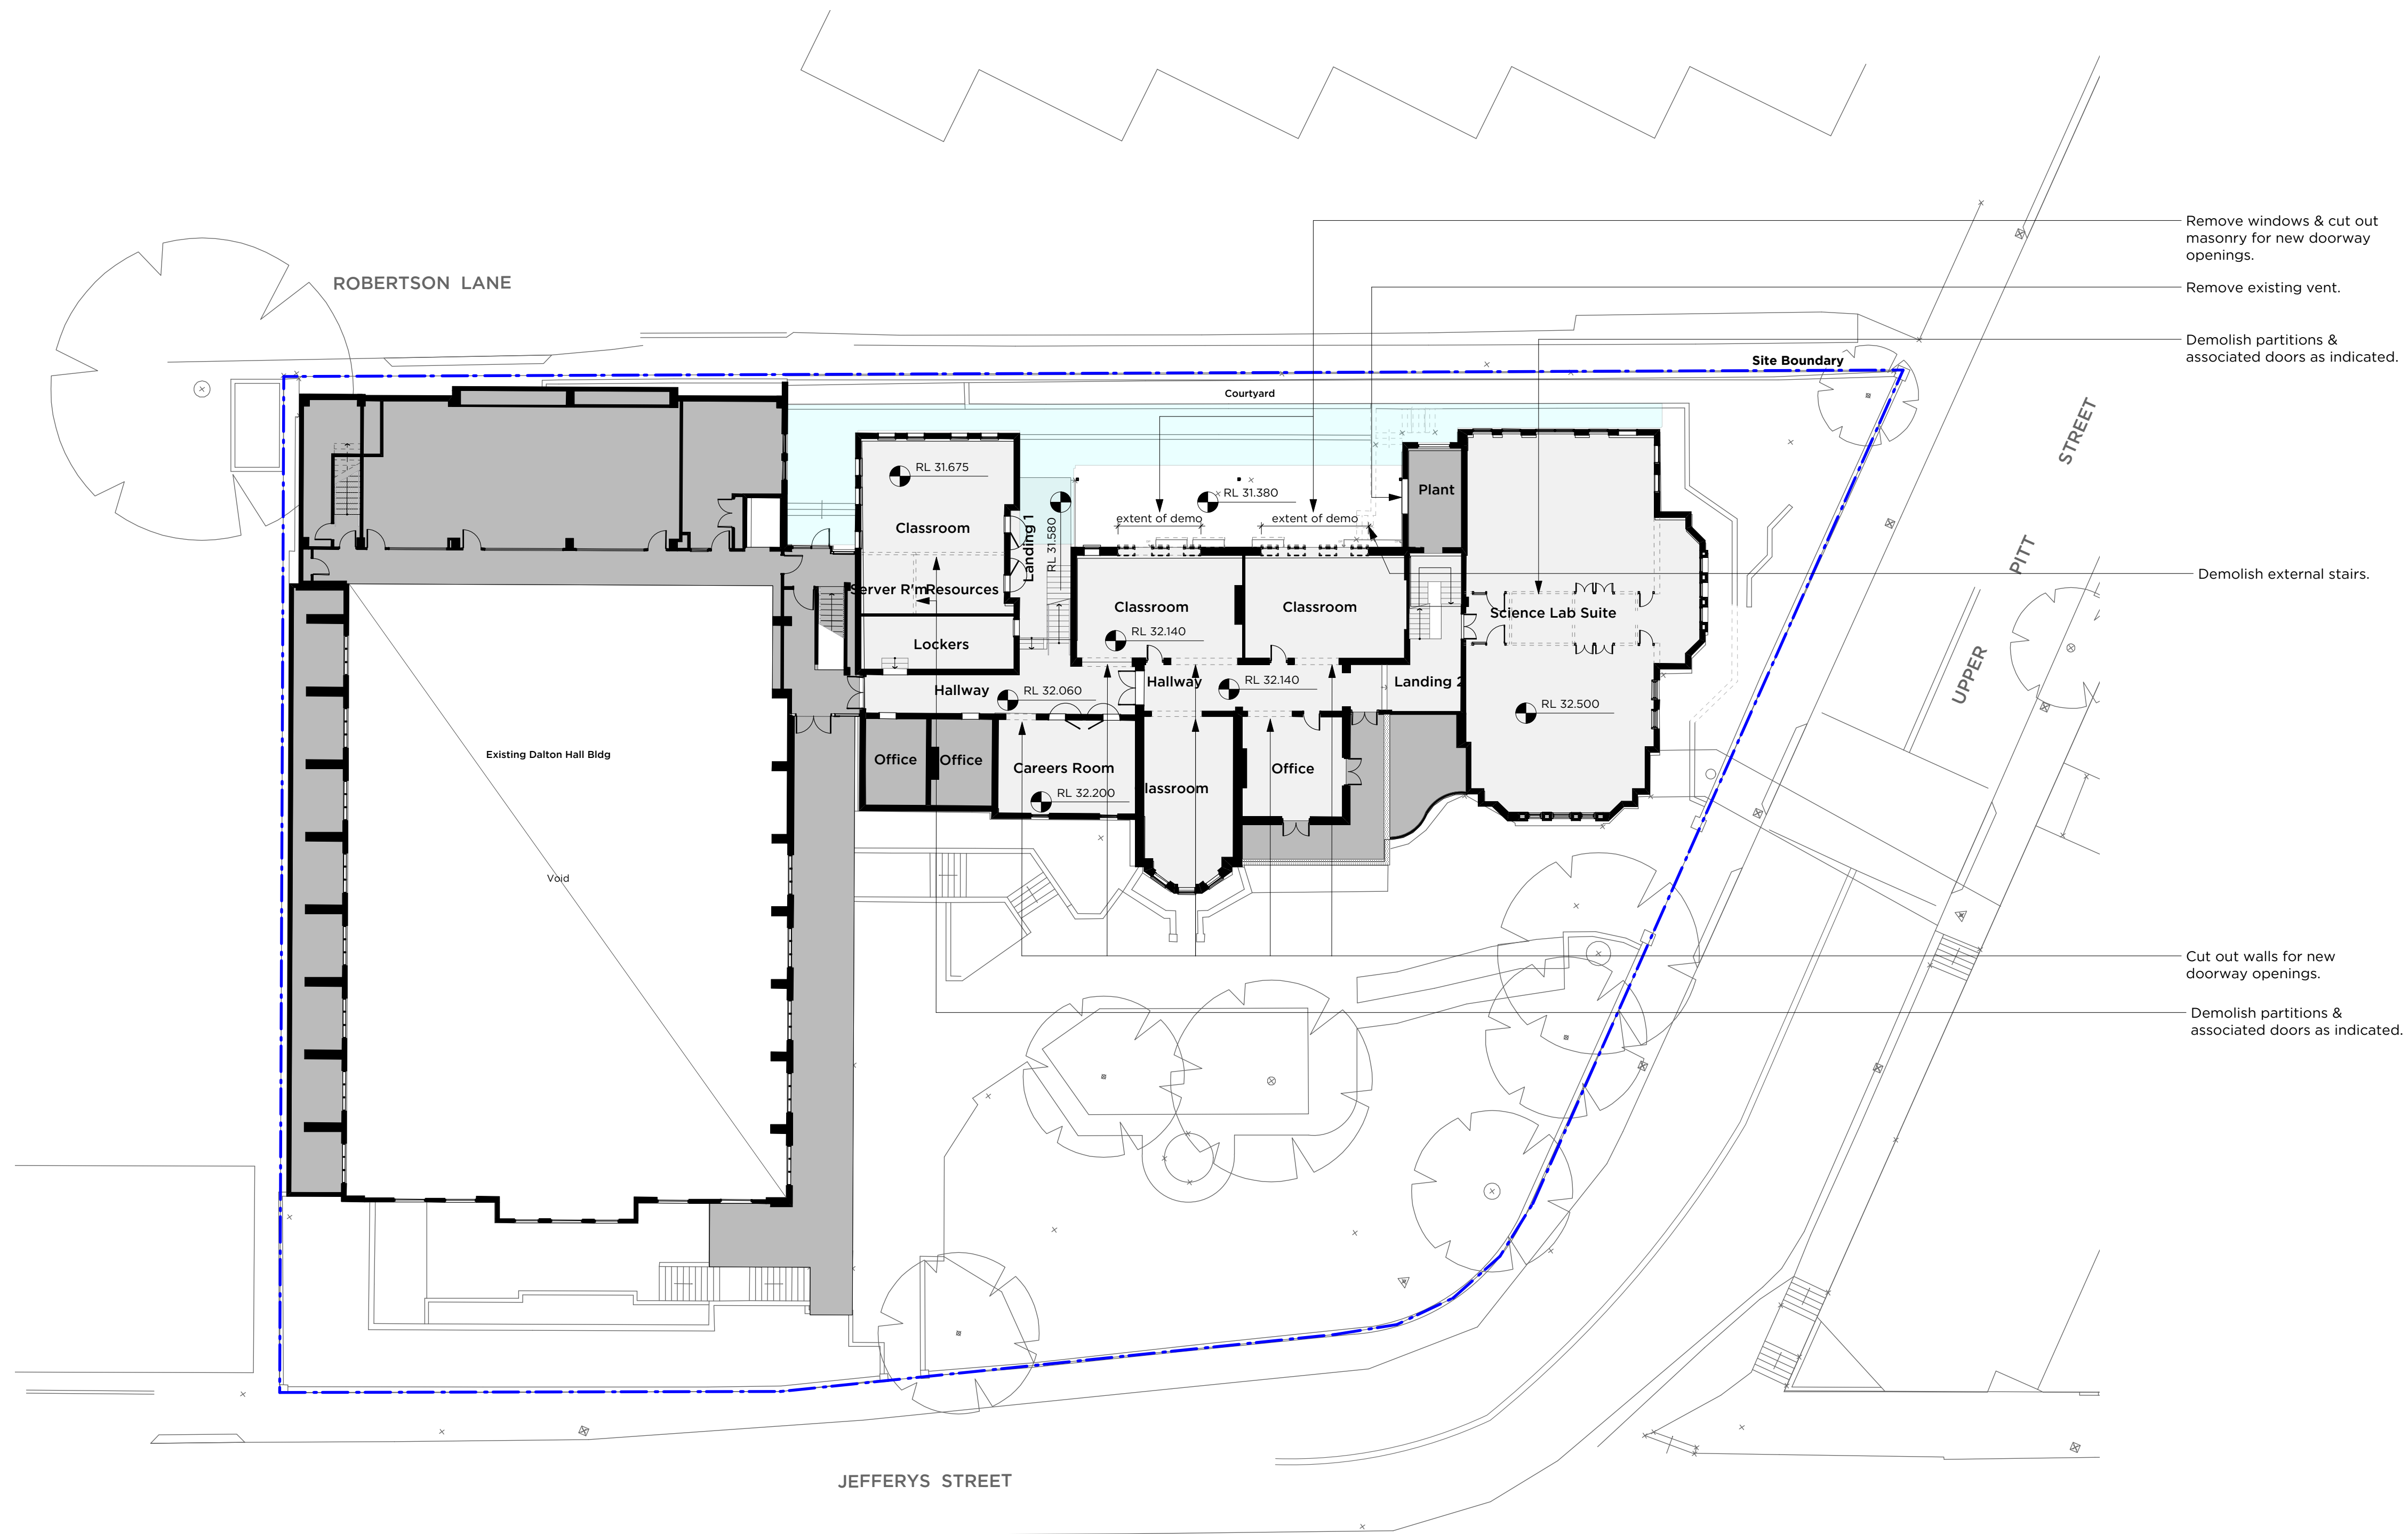 Remove windows & cut out
masonry for new doorway
openings.
ROBERTSON LANE
Remove existing vent.
Demolish partitions &
associated doors as indicated.
Site Boundary
Courtyard
STREET
PITT
UPPER
RL 31.675
Classroom
Landing 1
RL 31.580
RL 31.380
extent of demo
extent of demo
Plant
Demolish external stairs.
Server R'm
Resources
Classroom
Classroom
Science Lab Suite
RL 32.140
Lockers
Hallway
RL 32.060
Hallway
RL 32.140
Landing 2
RL 32.500
Existing Dalton Hall Bldg
Office
Office
Careers Room
RL 32.200
lassroom
Office
Void
Cut out walls for new
doorway openings.
Demolish partitions &
associated doors as indicated.
JEFFERYS STREET